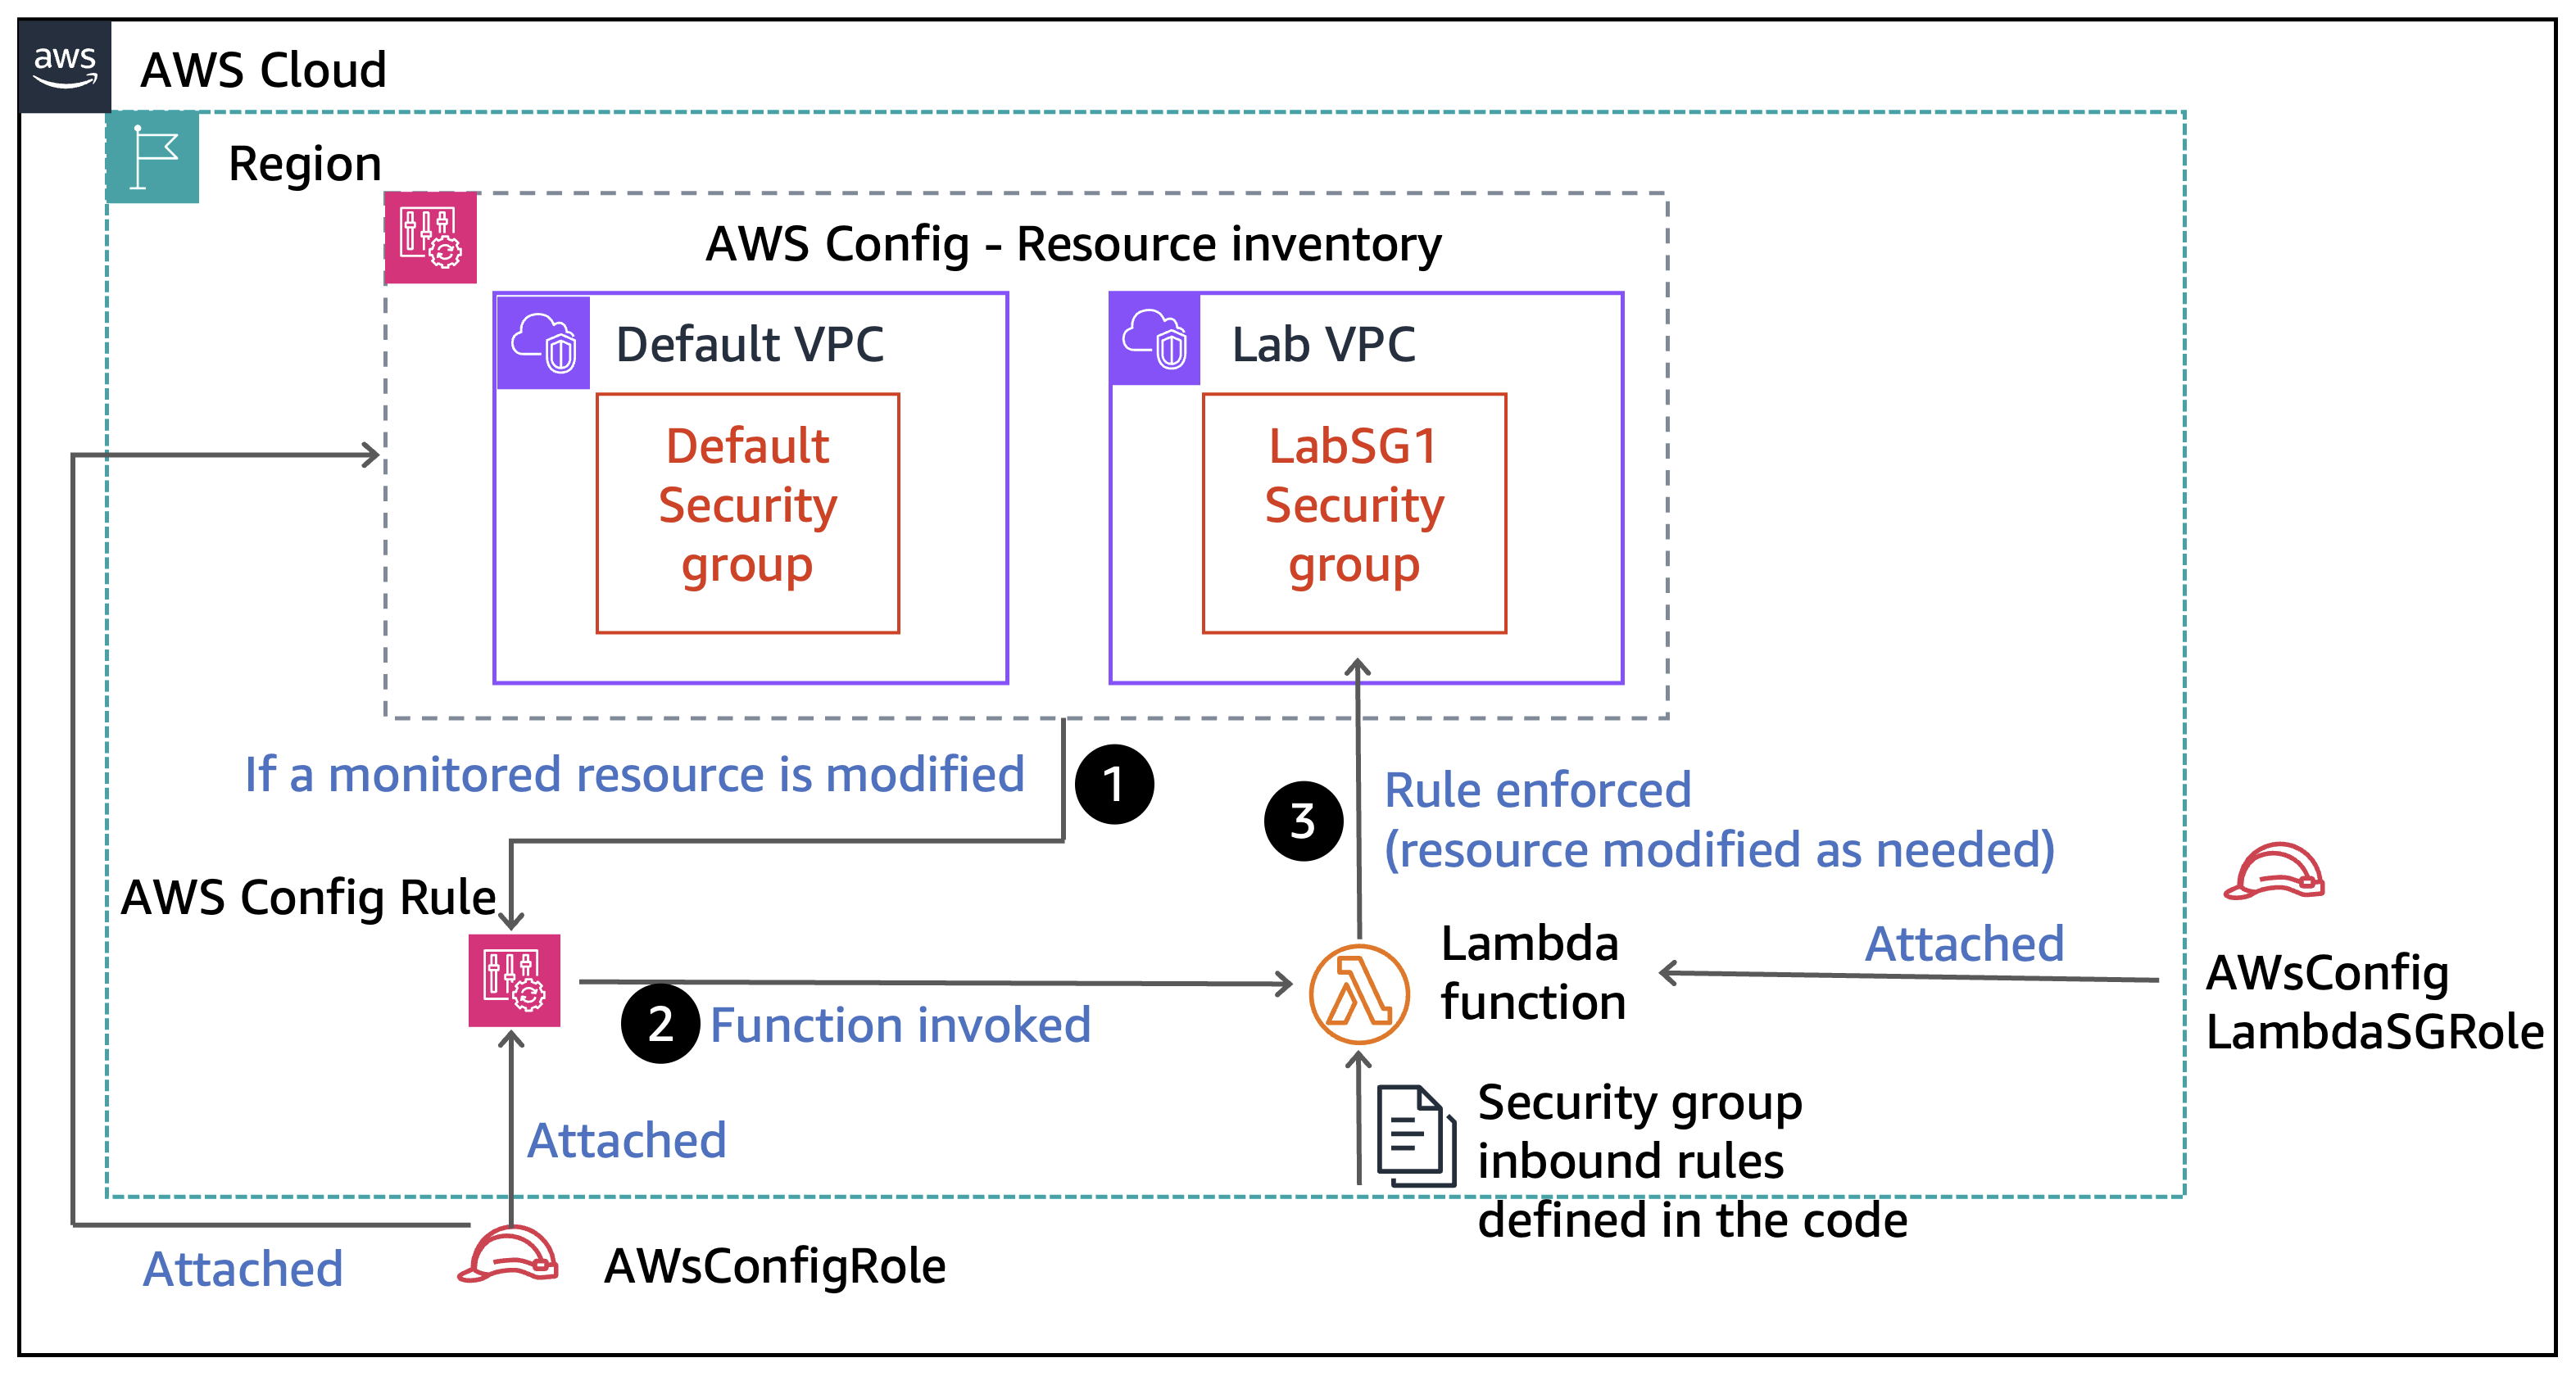 aws
AWS Cloud
Region
AWS Config - Resource inventory
Default VPC
Default
Security
group
Lab VPC
LabSG1
Security
group
If a monitored resource is modified
1
3
Rule enforced
(resource modified as needed)
AWS Config Rule
2
Function invoked
Lambda
function
Attached
AWsConfig
LambdaSGRole
Attached
Security group
inbound rules
defined in the code
Attached
AWsConfigRole